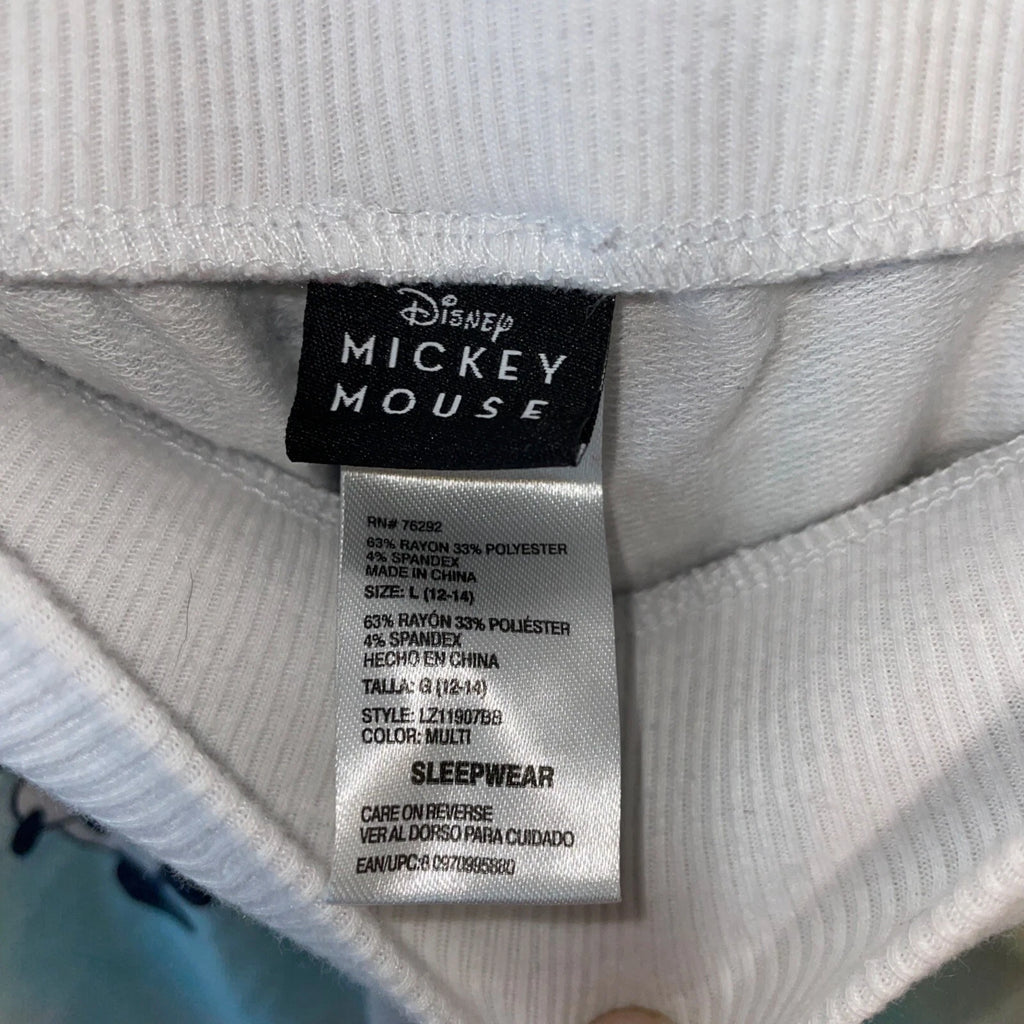 Disney
MICKEY
MOUSE
RN# 76292
63% RAYON 33% POLYESTER
4% SPANDEX
MADE IN CHINA
SIZE: L (12-14)
63% RAYÓN 33% POLIÉSTER
4% SPANDEX
HECHO EN CHINA
TALLA: G (12-14)
STYLE: LZ11907BB
COLOR: MULTI
SLEEPWEAR
CARE ON REVERSE
VER AL DORSO PARA CUIDADO
EAN/UPC: